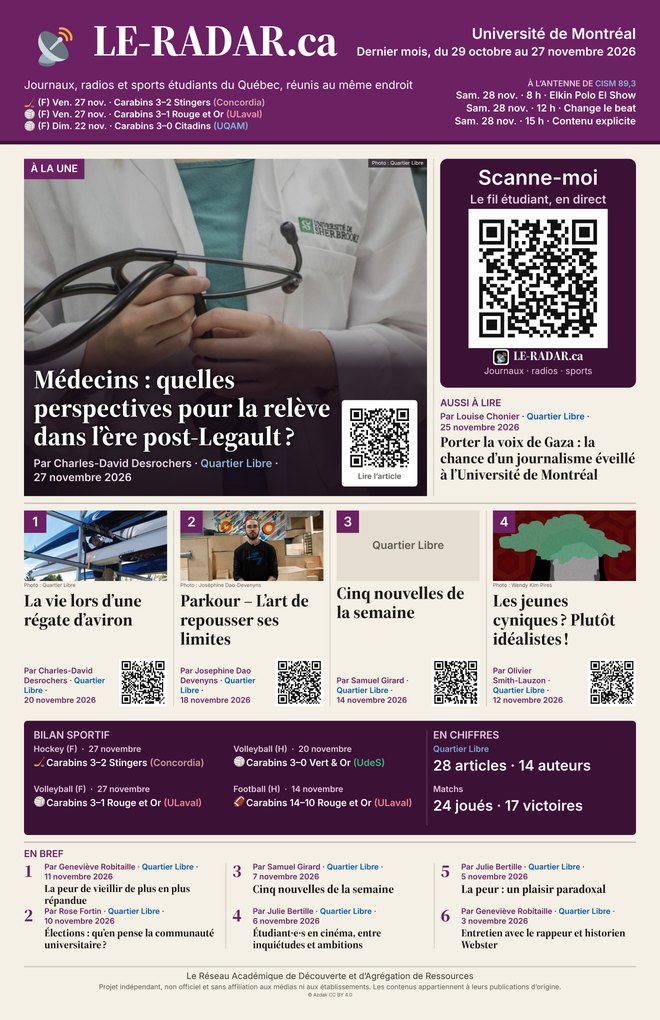 LE-RADAR.ca
Université de Montréal
Dernier mois, du 29 octobre au 27 novembre 2026
Journaux, radios et sports étudiants du Québec, réunis au même endroit
(F) Ven. 27 nov. · Carabins 3–2 Stingers (Concordia)
(F) Ven. 27 nov. · Carabins 3–1 Rouge et Or (ULaval)
(F) Dim. 22 nov. · Carabins 3–0 Citadins (UQAM)
À L'ANTENNE DE CISM 89,3
Sam. 28 nov. · 8 h · Elkin Polo El Show
Sam. 28 nov. · 12 h · Change le beat
Sam. 28 nov. · 15 h · Contenu explicite
À LA UNE
Photo : Quartier Libre
UNIVERSITÉ DE
SHERBROOKE
Médecins : quelles
perspectives pour la relève
dans l'ère post-Legault ?
Par Charles-David Desrochers · Quartier Libre ·
27 novembre 2026
Lire l'article
Scanne-moi
Le fil étudiant, en direct
LE-RADAR.ca
Journaux · radios · sports
AUSSI À LIRE
Par Louise Chonier · Quartier Libre ·
25 novembre 2026
Porter la voix de Gaza : la
chance d'un journalisme éveillé
à l'Université de Montréal
1
Photo : Quartier Libre
La vie lors d'une
régate d'aviron
Par Charles-David
Desrochers · Quartier
Libre ·
20 novembre 2026
2
Photo : Joséphine Dao-Devenyns
Parkour – L'art de
repousser ses
limites
Par Josephine Dao
Devenyns · Quartier
Libre ·
18 novembre 2026
3
Quartier Libre
Cinq nouvelles de
la semaine
Par Samuel Girard ·
Quartier Libre ·
14 novembre 2026
4
Photo : Wendy Kim Pires
Les jeunes
cyniques ? Plutôt
idéalistes !
Par Olivier
Smith-Lauzon ·
Quartier Libre ·
12 novembre 2026
BILAN SPORTIF
Hockey (F) · 27 novembre
Carabins 3–2 Stingers (Concordia)
Volleyball (H) · 20 novembre
Carabins 3–0 Vert & Or (UdeS)
Volleyball (F) · 27 novembre
Carabins 3–1 Rouge et Or (ULaval)
Football (H) · 14 novembre
Carabins 14–10 Rouge et Or (ULaval)
EN CHIFFRES
Quartier Libre
28 articles · 14 auteurs
Matchs
24 joués · 17 victoires
EN BREF
1
Par Geneviève Robitaille · Quartier Libre ·
11 novembre 2026
La peur de vieillir de plus en plus
répandue
2
Par Rose Fortin · Quartier Libre ·
10 novembre 2026
Élections : qu'en pense la communauté
universitaire ?
3
Par Samuel Girard · Quartier Libre ·
7 novembre 2026
Cinq nouvelles de la semaine
4
Par Julie Bertille · Quartier Libre ·
6 novembre 2026
Étudiant·e·s en cinéma, entre
inquiétudes et ambitions
5
Par Julie Bertille · Quartier Libre ·
5 novembre 2026
La peur : un plaisir paradoxal
6
Par Geneviève Robitaille · Quartier Libre ·
3 novembre 2026
Entretien avec le rappeur et historien
Webster
Le Réseau Académique de Découverte et d'Agrégation de Ressources
Projet indépendant, non officiel et sans affiliation aux médias ni aux établissements. Les contenus appartiennent à leurs publications d'origine.
© Azdak CC BY 4.0